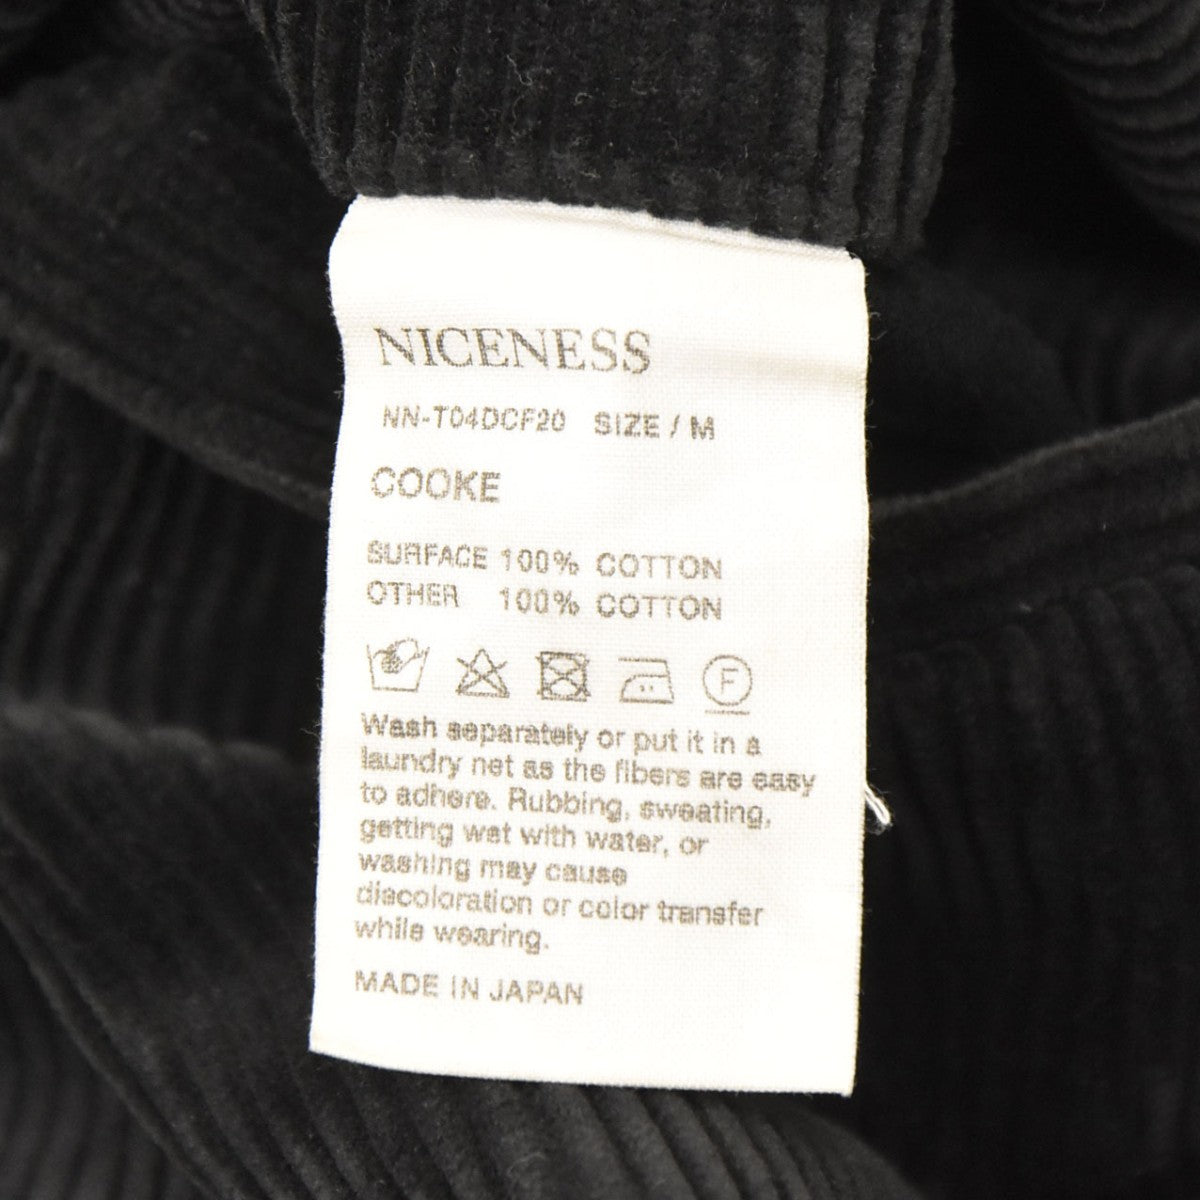 NICENESS
NN-T04DCF20 SIZE / M
COOKE
SURFACE 100% COTTON
OTHER 100% COTTON
F
Wash separately or put it in a
laundry net as the fibers are easy
to adhere. Rubbing, sweating,
getting wet with water, or
washing may cause
discoloration or color transfer
while wearing.
MADE IN JAPAN